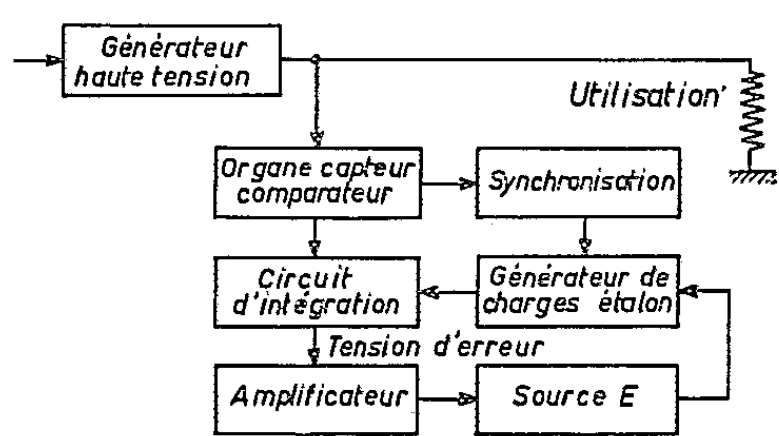 Générateur
haute tension
Utilisation
Organe capteur
comparateur
Synchronisation
Circuit
d'intégration
Générateur de
charges étalon
Tension d'erreur
Amplificateur
Source E